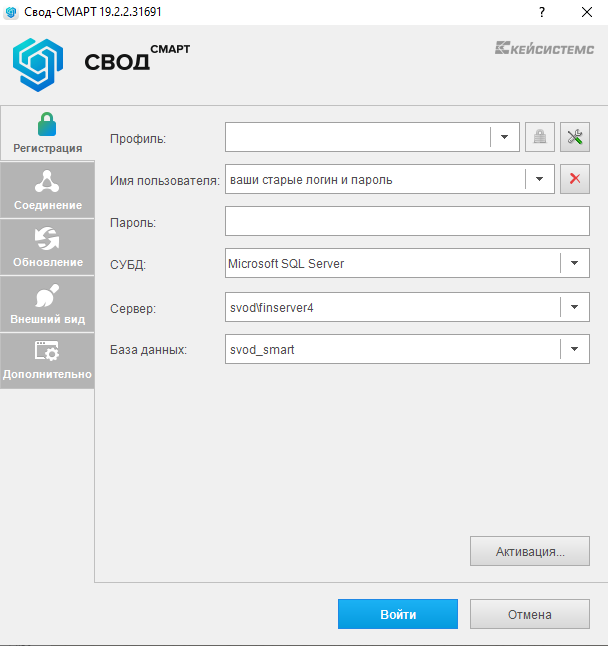 Свод-СМАРТ 19.2.2.31691
?
СВОД СМАРТ
КЕЙСИСТЕМС
Регистрация
Соединение
Обновление
Внешний вид
Дополнительно
Профиль:
Имя пользователя: ваши старые логин и пароль
Пароль:
СУБД: Microsoft SQL Server
Сервер: svod\finserver4
База данных: svod_smart
Активация...
Войти
Отмена